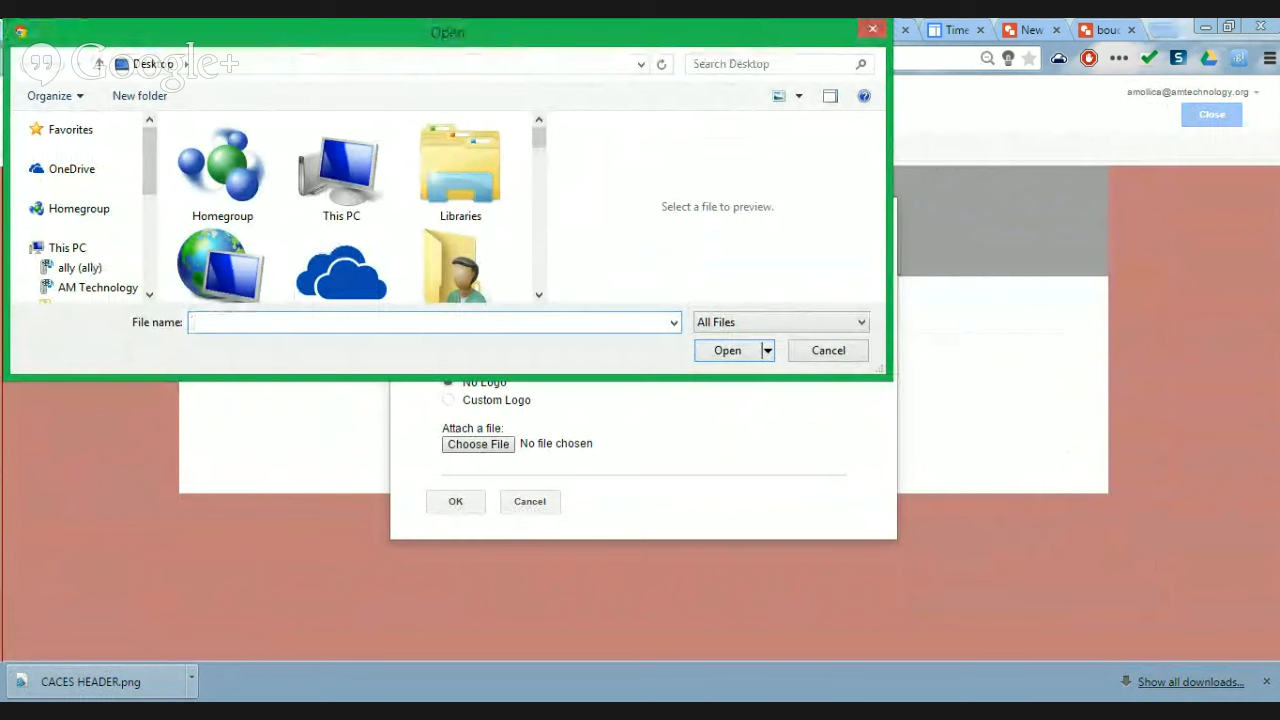 Open
Time
New
bouc
Google+
Desktop
Search Desktop
Organize
New folder
amolica@amtechnology.org
Close
Favorites
OneDrive
Homegroup
This PC
ally (ally)
AM Technology
Homegroup
This PC
Libraries
Select a file to preview.
File name:
All Files
Open
Cancel
No Logo
Custom Logo
Attach a file:
Choose File No file chosen
OK
Cancel
CACES HEADER.png
Show all downloads...